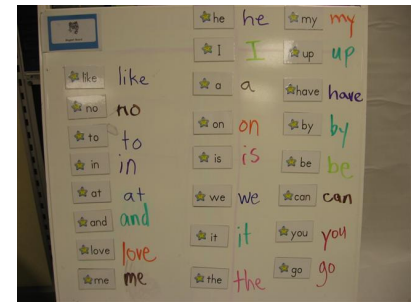 like like
no no
to to
in in
at at
and and
love love
me me
he he
I I
a a
on on
is is
we we
it it
the the
my my
up up
have have
by by
be be
can can
you you
go go